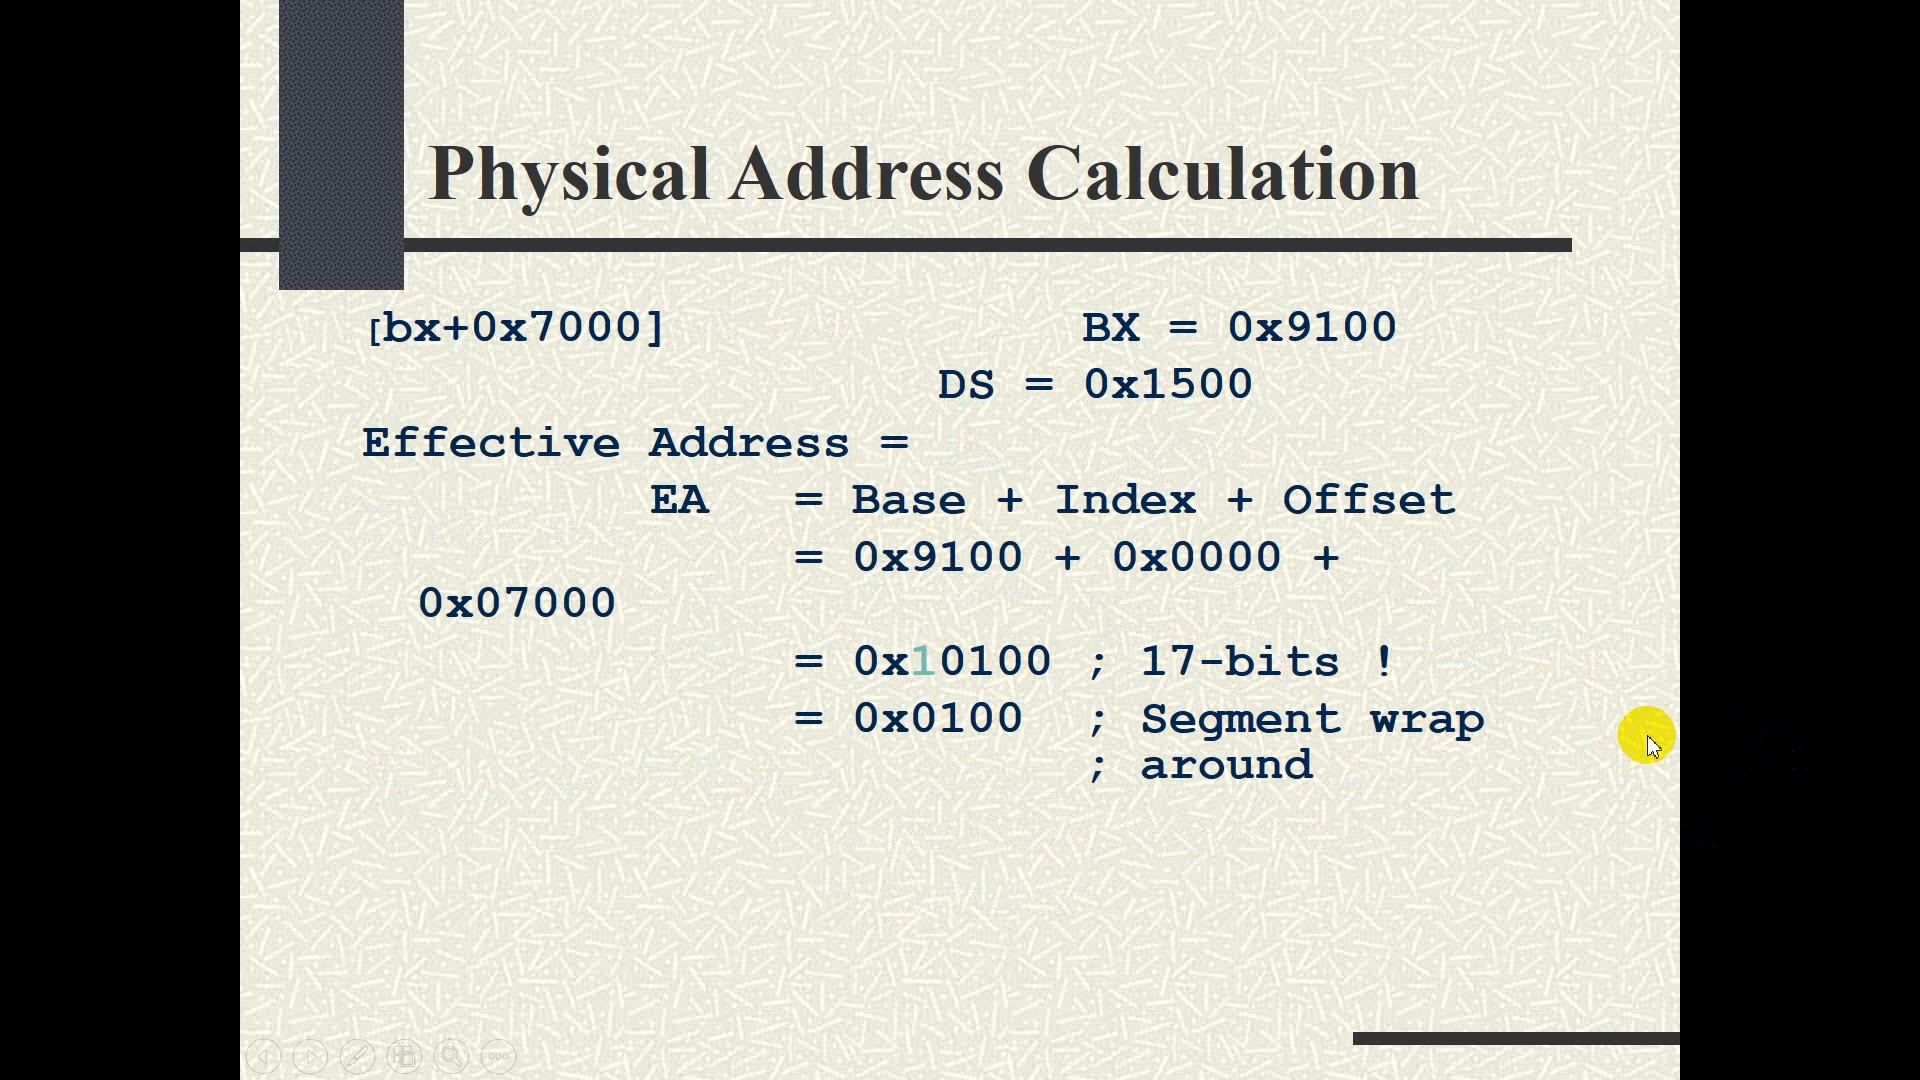 Physical Address Calculation
[bx+0x7000] BX = 0x9100
DS = 0x1500
Effective Address =
EA = Base + Index + Offset
= 0x9100 + 0x0000 +
0x07000
= 0x10100 ; 17-bits !
= 0x0100 ; Segment wrap
; around